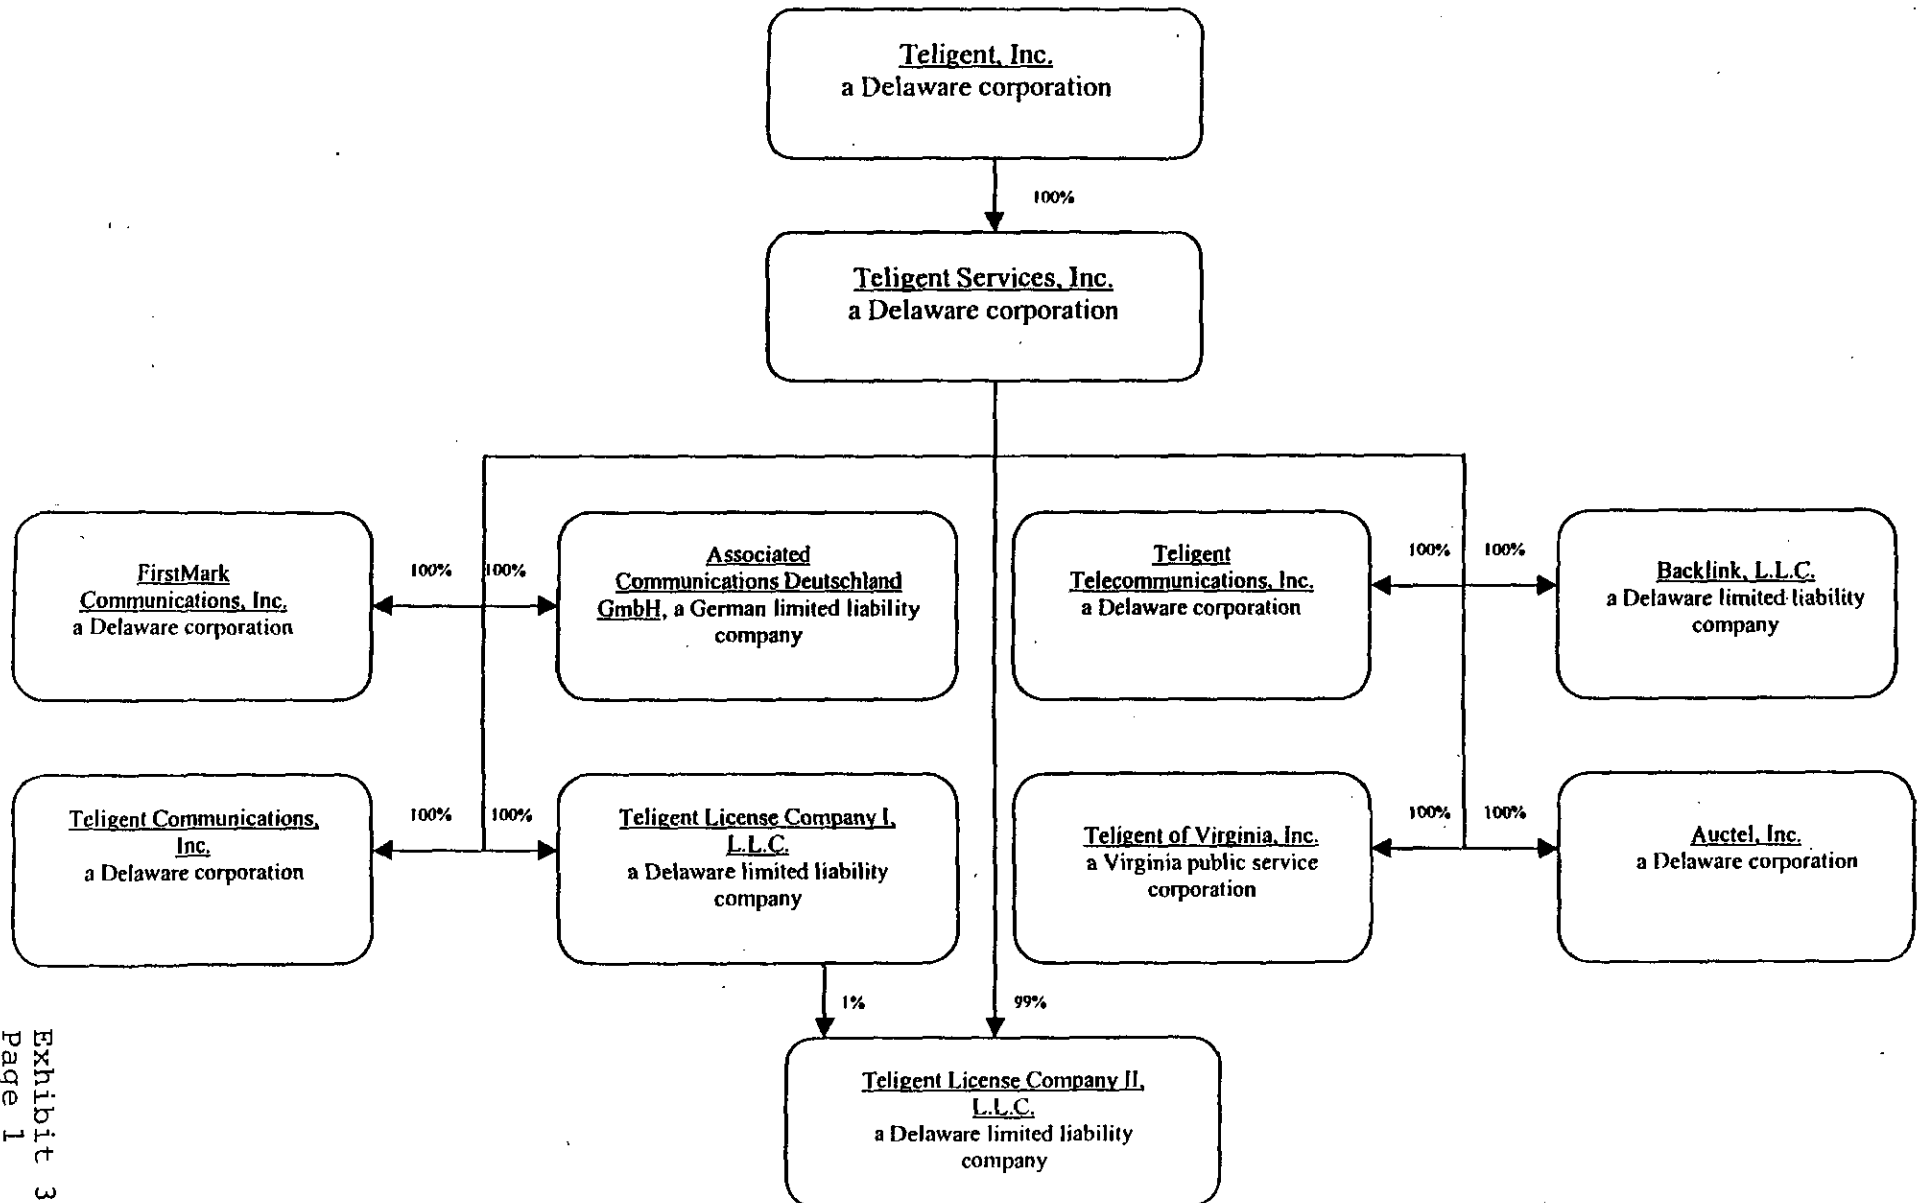 Teligent, Inc.
a Delaware corporation
100%
Teligent Services, Inc.
a Delaware corporation
FirstMark
Communications, Inc.
a Delaware corporation
100%
100%
Associated
Communications Deutschland
GmbH, a German limited liability
company
Teligent
Telecommunications, Inc.
a Delaware corporation
100%
100%
Backlink, L.L.C.
a Delaware limited liability
company
Teligent Communications,
Inc.
a Delaware corporation
100%
100%
Teligent License Company I,
L.L.C.
a Delaware limited liability
company
Teligent of Virginia, Inc.
a Virginia public service
corporation
100%
100%
Auctel, Inc.
a Delaware corporation
1%
99%
Teligent License Company II,
L.L.C.
a Delaware limited liability
company
Exhibit 3
Page 1